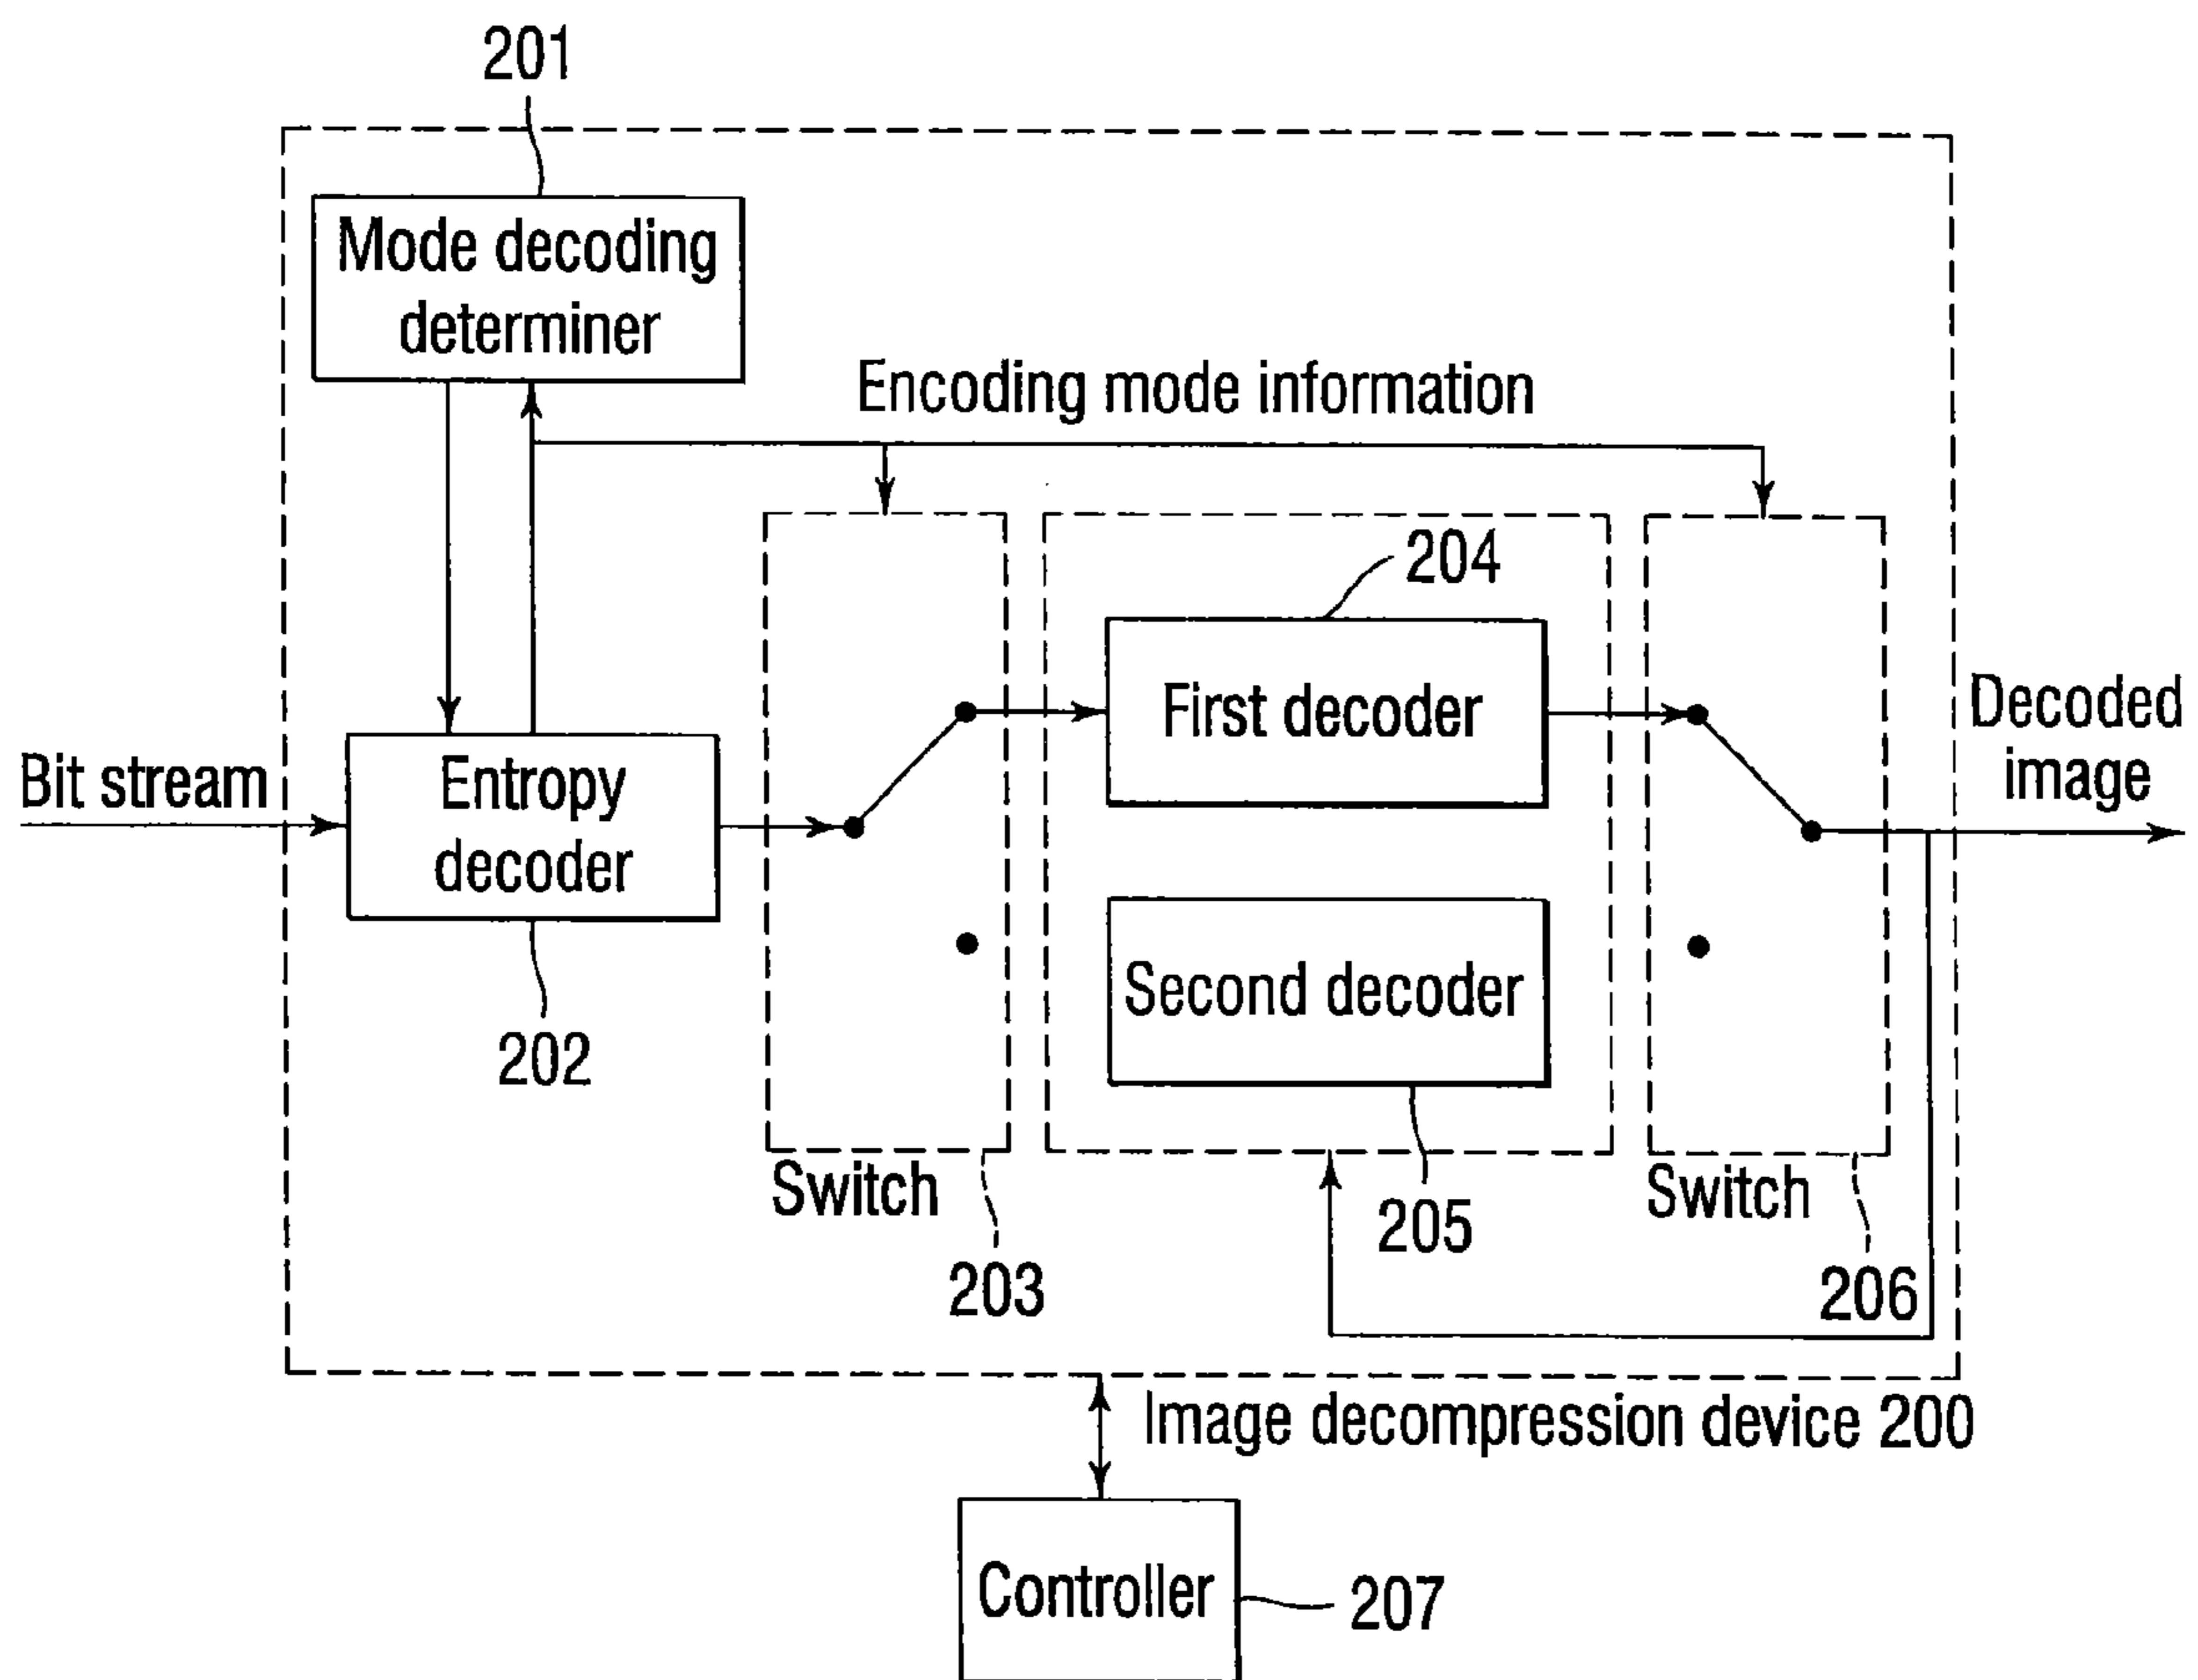 201
Mode decoding
determiner
Encoding mode information
204
First decoder
Decoded
image
Bit stream
Entropy
decoder
Second decoder
202
Switch
203
205
Switch
206
Image decompression device 200
Controller
207